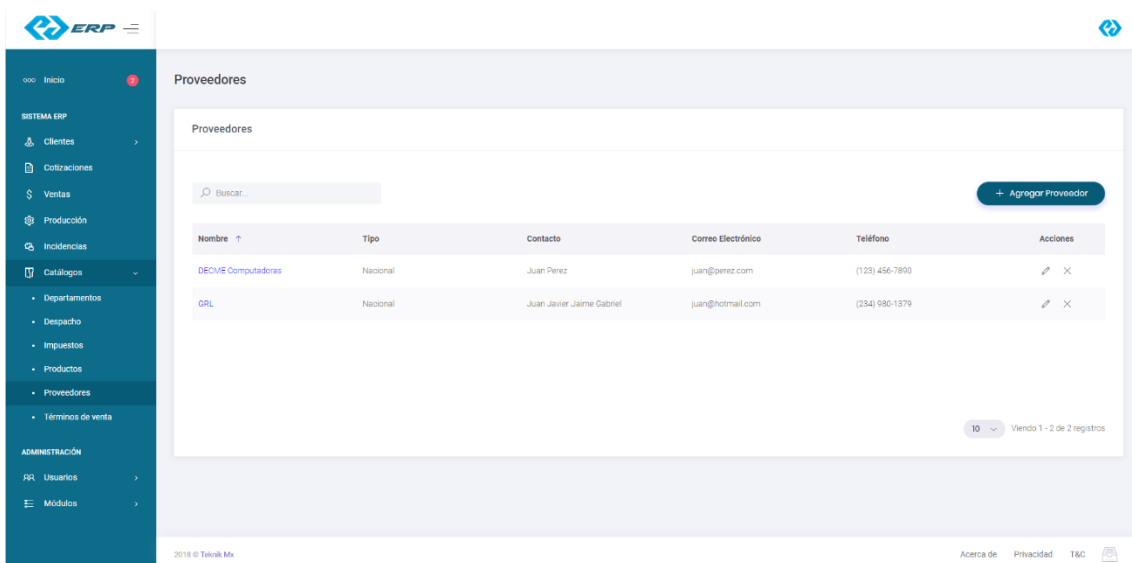 ERP
Inicio 2
Proveedores
SISTEMA ERP
Proveedores
Clientes
Cotizaciones
Buscar...
+ Agregar Proveedor
Ventas
Producción
Nombre ↑ Tipo Contacto Correo Electrónico Teléfono Acciones
Incidencias
Catálogos
DECME Computadoras Nacional Juan Perez juan@perez.com (123) 456-7890
Departamentos
GRL Nacional Juan Javier Jaime Gabriel juan@hotmail.com (234) 980-1379
Despacho
Impuestos
Productos
Proveedores
Términos de venta
10 Viendo 1 - 2 de 2 registros
ADMINISTRACIÓN
Usuarios
Módulos
2018 © Teknik Mx Acerca de Privacidad T&C